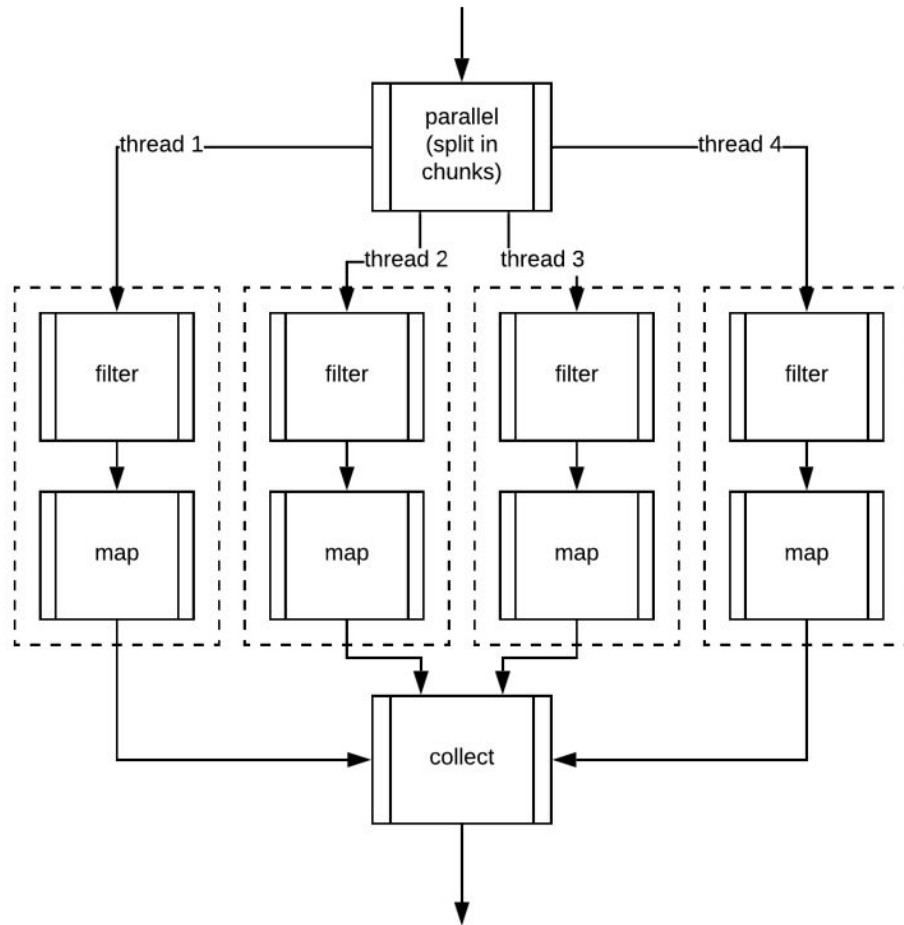 parallel
(split in
chunks)
thread 1
thread 4
thread 2
thread 3
filter
filter
filter
filter
map
map
map
map
collect